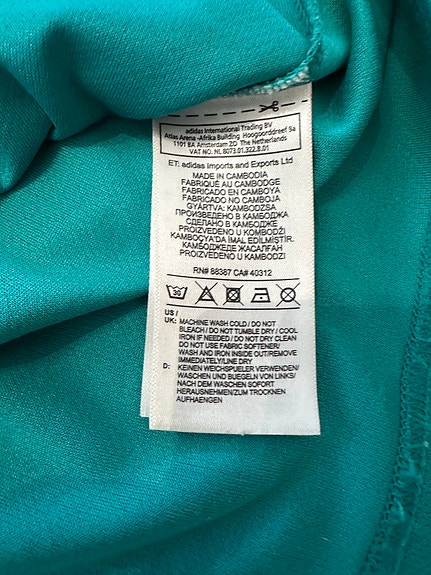 adidas International Trading BV
Atlas Arena -Afrika Building Hoogoorddreef 9a
1101 BA Amsterdam ZO The Netherlands
VAT NO. NL 8073.01.322.B.01
ET: adidas Imports and Exports Ltd
MADE IN CAMBODIA
FABRIQUÉ AU CAMBODGE
FABRICADO EN CAMBOYA
FABRICADO NO CAMBOJA
GYÁRTVA: KAMBODZSA
ПРОИЗВЕДЕНО В КАМБОДЖА
СДЕЛАНО В КАМБОДЖЕ
PROIZVEDENO U KOMBODŽI
KAMBOÇYA'DA İMAL EDİLMİŞTİR.
КАМБОДЖЕДЕ ЖАСАЛҒАН
PROIZVEDENO U KAMBODZI
RN# 88387 CA# 40312
30
US /
UK: MACHINE WASH COLD / DO NOT
BLEACH / DO NOT TUMBLE DRY / COOL
IRON IF NEEDED / DO NOT DRY CLEAN
DO NOT USE FABRIC SOFTENER/
WASH AND IRON INSIDE OUT/REMOVE
IMMEDIATELY/LINE DRY
D: KEINEN WEICHSPUELER VERWENDEN/
WASCHEN UND BUEGELN VON LINKS/
NACH DEM WASCHEN SOFORT
HERAUSNEHMEN/ZUM TROCKNEN
AUFHAENGEN